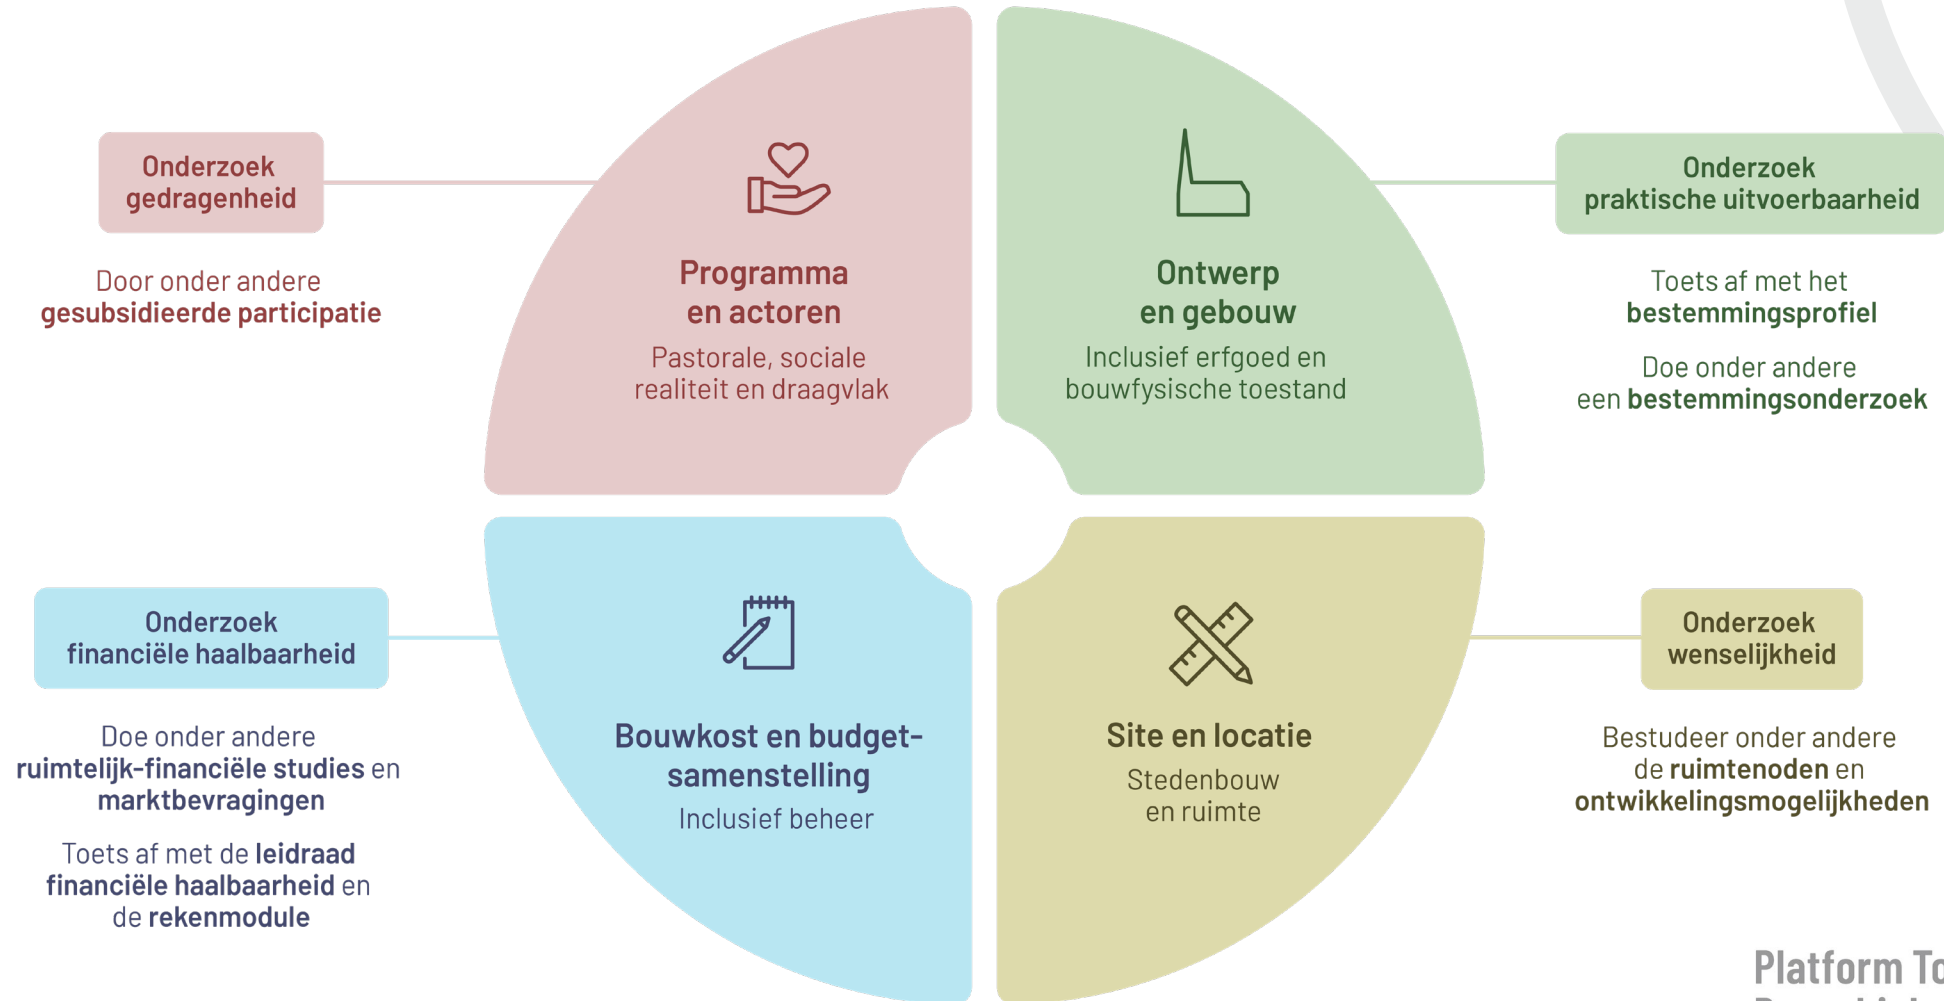 Onderzoek
gedragenheid
Door onder andere
gesubsidieerde participatie
Programma
en actoren
Pastorale, sociale
realiteit en draagvlak
Ontwerp
en gebouw
Inclusief erfgoed en
bouwfysische toestand
Onderzoek
praktische uitvoerbaarheid
Toets af met het
bestemmingsprofiel
Doe onder andere
een bestemmingsonderzoek
Onderzoek
financiële haalbaarheid
Doe onder andere
ruimtelijk-financiële studies en
marktbevragingen
Toets af met de leidraad
financiële haalbaarheid en
de rekenmodule
Bouwkost en budget-
samenstelling
Inclusief beheer
Site en locatie
Stedenbouw
en ruimte
Onderzoek
wenselijkheid
Bestudeer onder andere
de ruimtenoden en
ontwikkelingsmogelijkheden
Platform